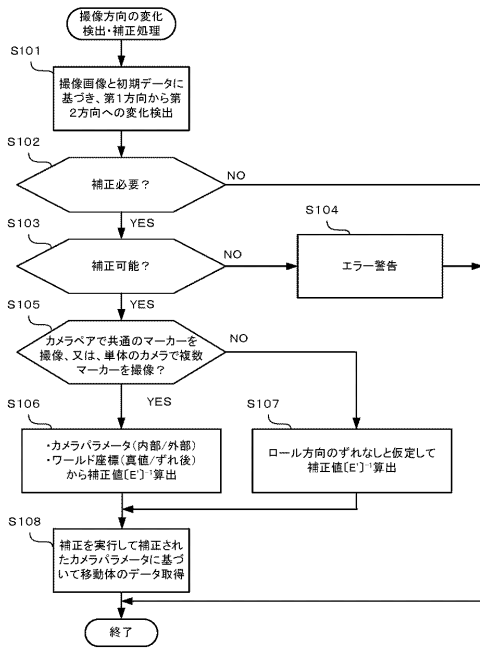 撮像方向の変化
検出・補正処理
S101
撮像画像と初期データに
基づき、第1方向から第
2方向への変化検出
S102
補正必要？
NO
YES
S103
補正可能？
NO
S104
エラー警告
YES
S105
カメラペアで共通のマーカーを
撮像、又は、単体のカメラで複数
マーカーを撮像？
NO
YES
S106
・カメラパラメータ(内部/外部)
・ワールド座標(真値/ずれ後)
から補正値[E']⁻¹算出
S107
ロール方向のずれなしと仮定して
補正値[E']⁻¹算出
S108
補正を実行して補正され
たカメラパラメータに基づ
いて移動体のデータ取得
終了